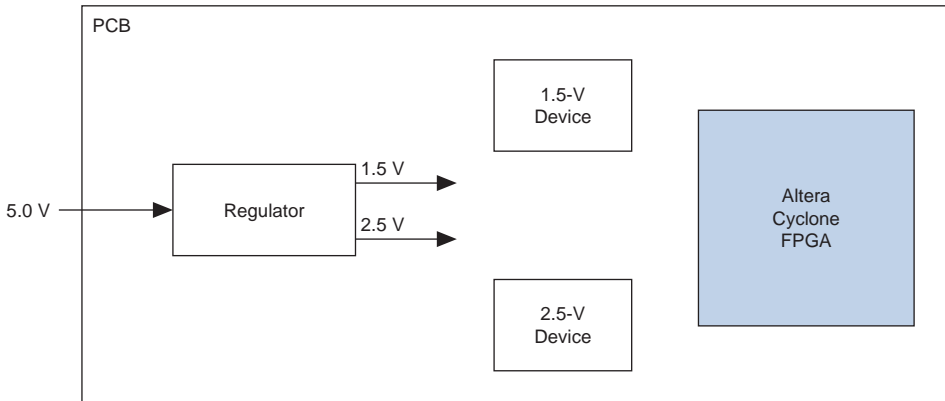 PCB
1.5-V
Device
Altera
Cyclone
FPGA
5.0 V
Regulator
1.5 V
2.5 V
2.5-V
Device